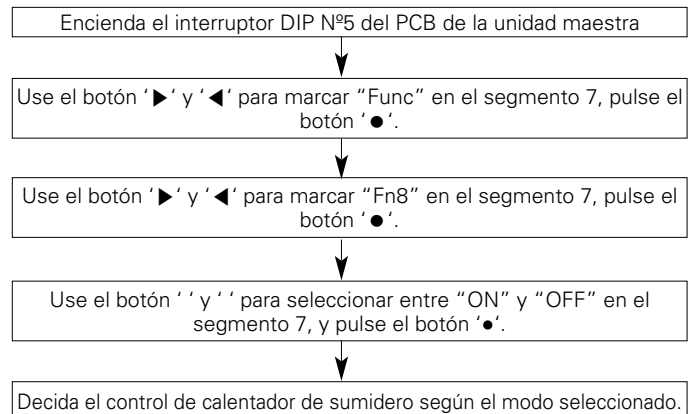 Encienda el interruptor DIP Nº5 del PCB de la unidad maestra
Use el botón ‘▶‘ y ‘◀‘ para marcar “Func” en el segmento 7, pulse el
botón ‘●‘.
Use el botón ‘▶‘ y ‘◀‘ para marcar “Fn8” en el segmento 7, pulse el
botón ‘●‘.
Use el botón ‘ ‘ y ‘ ‘ para seleccionar entre “ON” y “OFF” en el
segmento 7, y pulse el botón ‘●‘.
Decida el control de calentador de sumidero según el modo seleccionado.